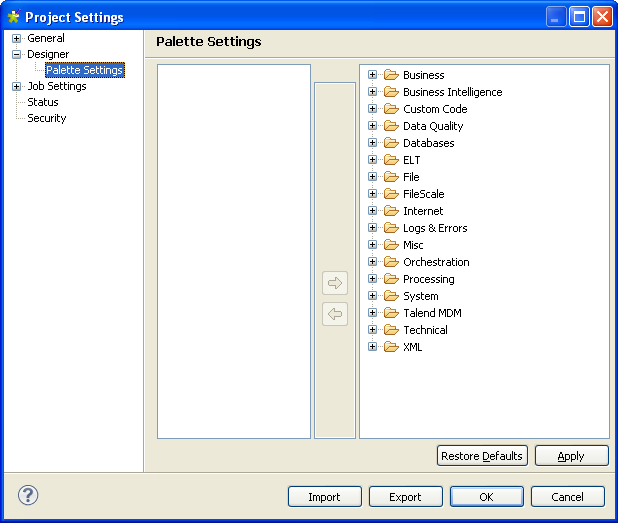 Project Settings
General
Designer
Palette Settings
Job Settings
Status
Security
Palette Settings
Business
Business Intelligence
Custom Code
Data Quality
Databases
ELT
File
FileScale
Internet
Logs & Errors
Misc
Orchestration
Processing
System
Talend MDM
Technical
XML
Restore Defaults
Apply
?
Import
Export
OK
Cancel